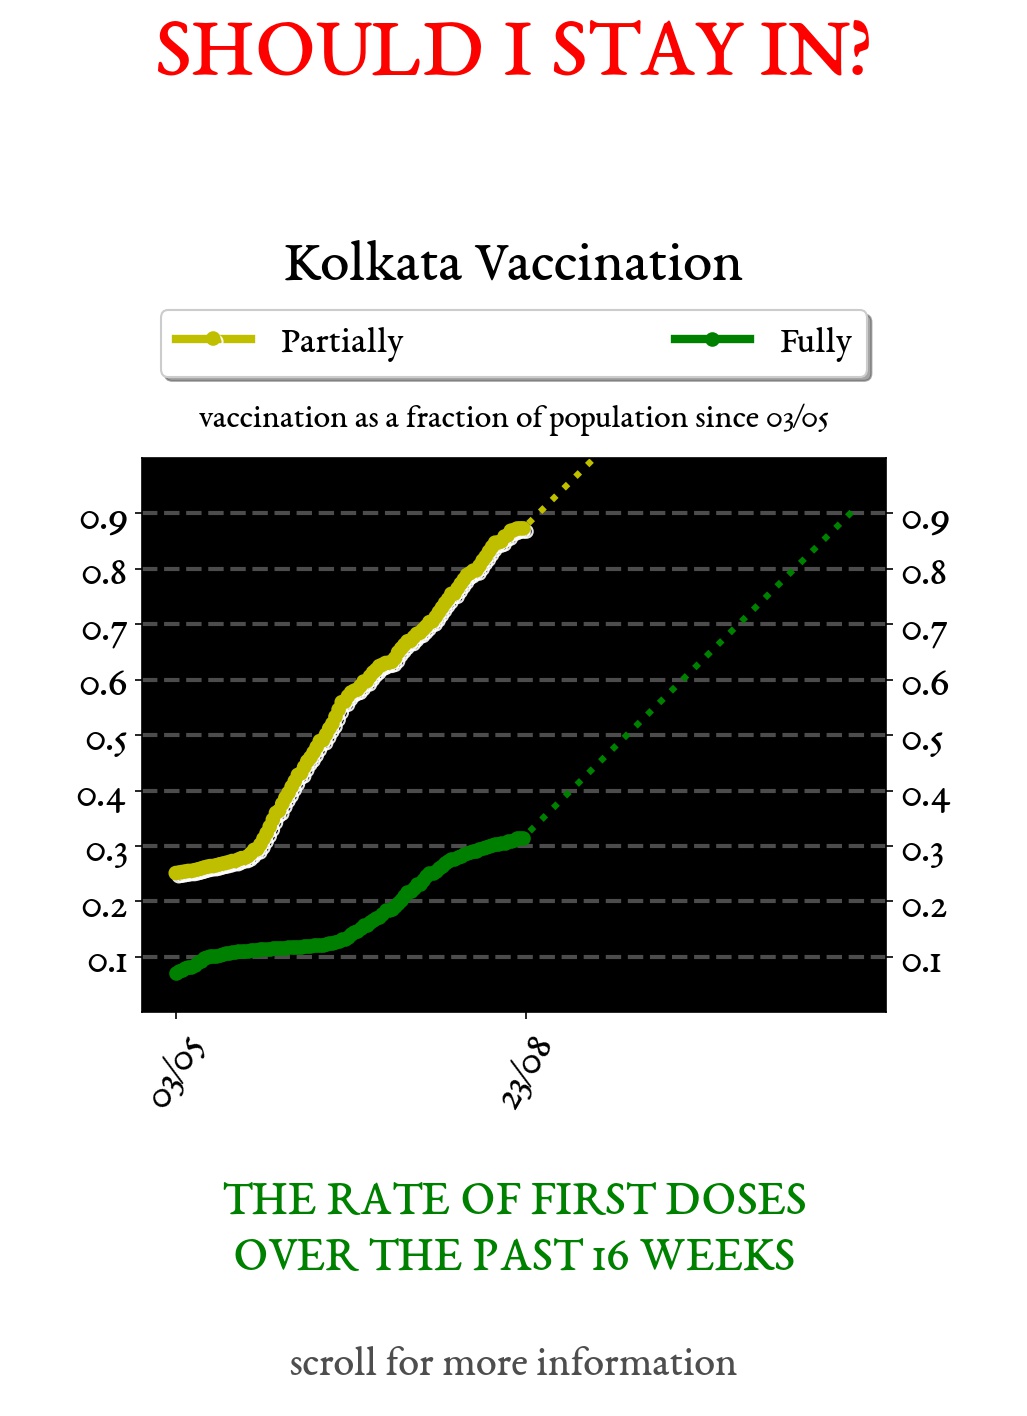 SHOULD I STAY IN?
Kolkata Vaccination
Partially Fully
vaccination as a fraction of population since 03/05
0.9 0.9
0.8 0.8
0.7 0.7
0.6 0.6
0.5 0.5
0.4 0.4
0.3 0.3
0.2 0.2
0.1 0.1
03/05 23/08
THE RATE OF FIRST DOSES
OVER THE PAST 16 WEEKS
scroll for more information